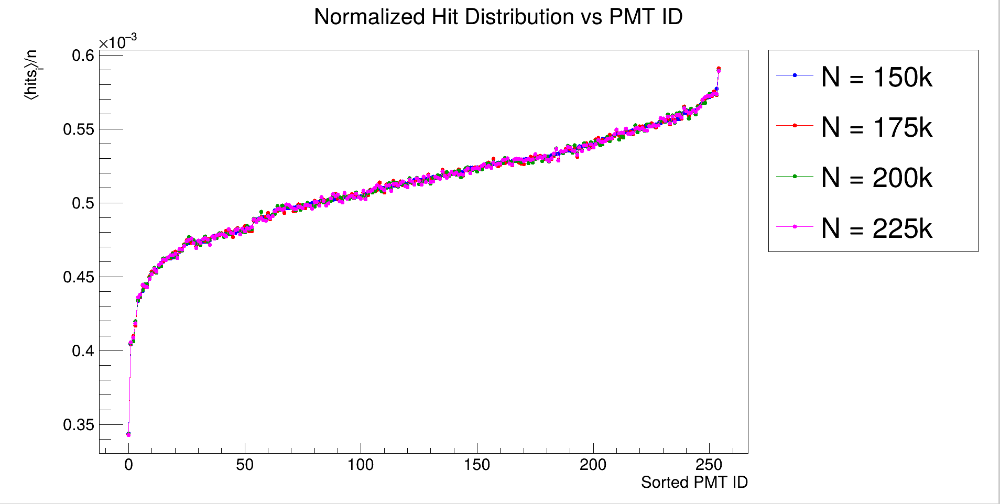 Normalized Hit Distribution vs PMT ID
×10⁻³
⟨hitsᵢ⟩/n
0.6
0.55
0.5
0.45
0.4
0.35
0 50 100 150 200 250
Sorted PMT ID
N = 150k
N = 175k
N = 200k
N = 225k